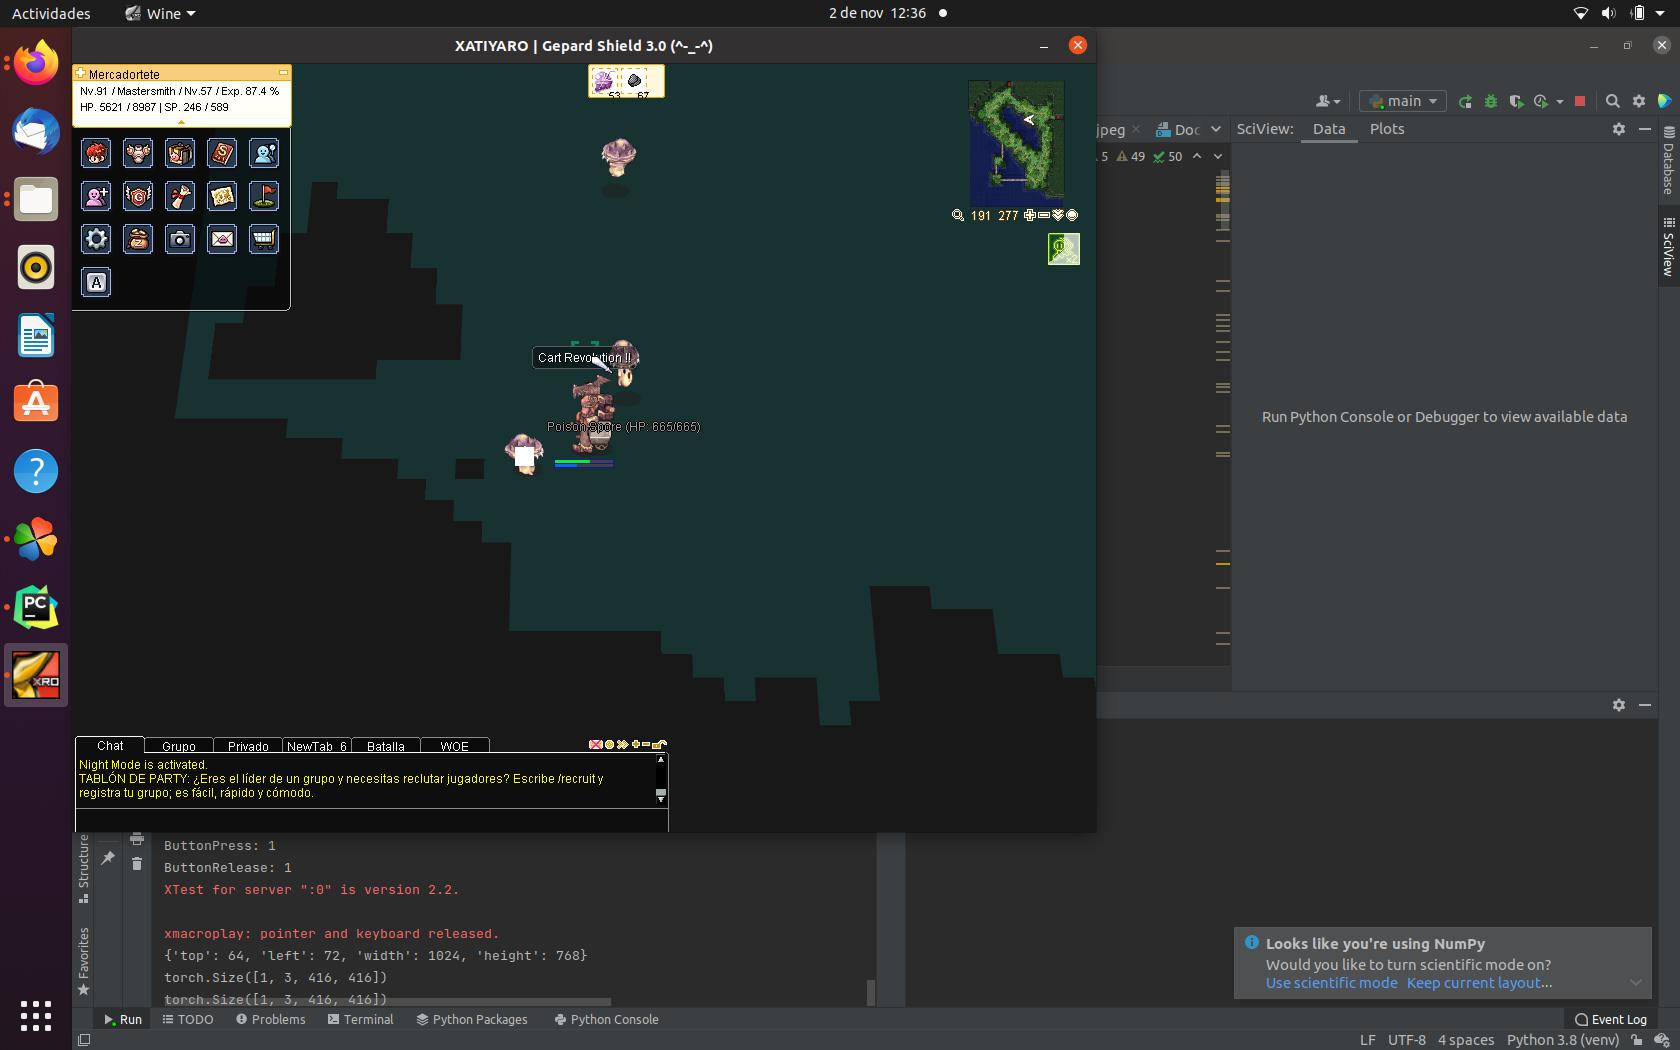 Actividades
Wine
2 de nov 12:36
XATIYARO | Gepard Shield 3.0 (^-_-^)
Mercadortete
Nv.91 / Mastersmith / Nv.57 / Exp. 87.4 %
HP. 5621 / 8987 | SP. 246 / 589
53 67
191 277
Cart Revolution !!
Poison Spore (HP: 665/665)
Chat Grupo Privado NewTab_6 Batalla WOE
Night Mode is activated.
TABLÓN DE PARTY: ¿Eres el líder de un grupo y necesitas reclutar jugadores? Escribe /recruit y
registra tu grupo; es fácil, rápido y cómodo.
main
jpeg Doc SciView: Data Plots
5 49 50
Database
SciView
Run Python Console or Debugger to view available data
Structure
Favorites
ButtonPress: 1
ButtonRelease: 1
XTest for server ":0" is version 2.2.
xmacroplay: pointer and keyboard released.
{'top': 64, 'left': 72, 'width': 1024, 'height': 768}
torch.Size([1, 3, 416, 416])
torch.Size([1, 3, 416, 416])
Looks like you're using NumPy
Would you like to turn scientific mode on?
Use scientific mode Keep current layout...
Run TODO Problems Terminal Python Packages Python Console Event Log
LF UTF-8 4 spaces Python 3.8 (venv)
PC
XRO
A